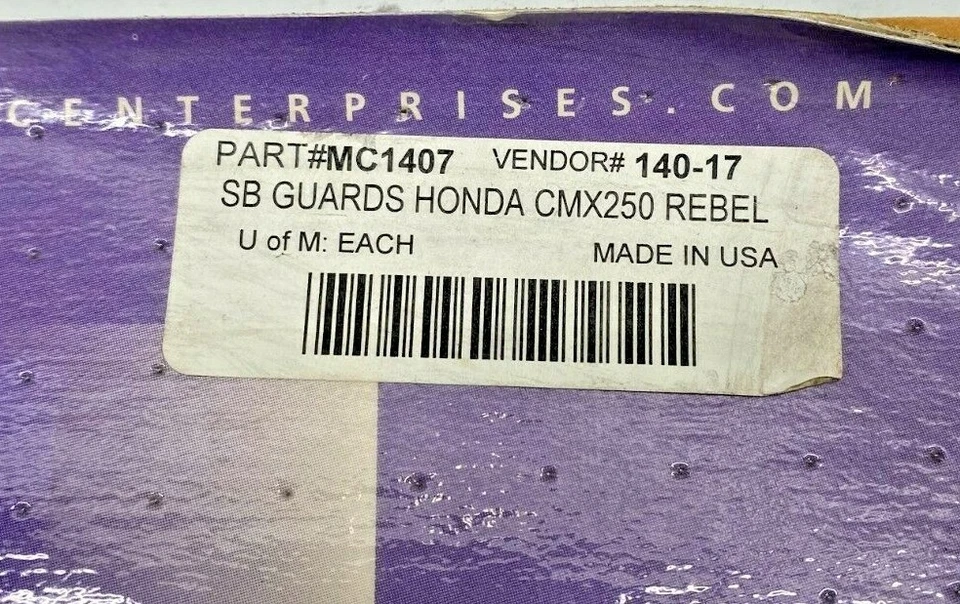 CENTERPRISES.COM
PART#MC1407 VENDOR# 140-17
SB GUARDS HONDA CMX250 REBEL
U of M: EACH MADE IN USA